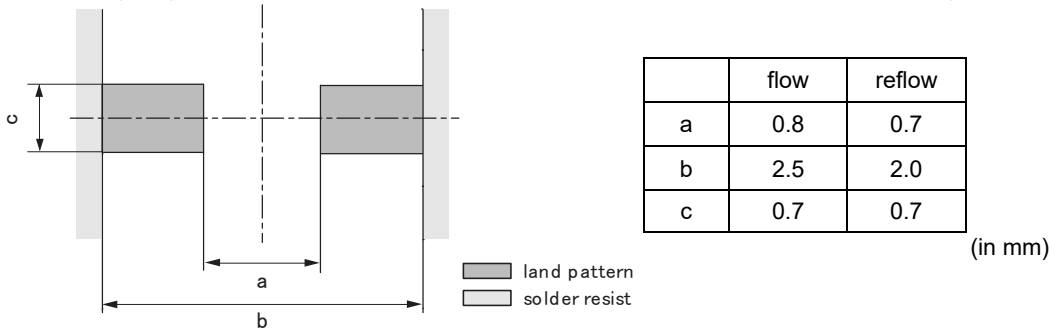 c
a
b
land pattern
solder resist
flow reflow
a 0.8 0.7
b 2.5 2.0
c 0.7 0.7
(in mm)